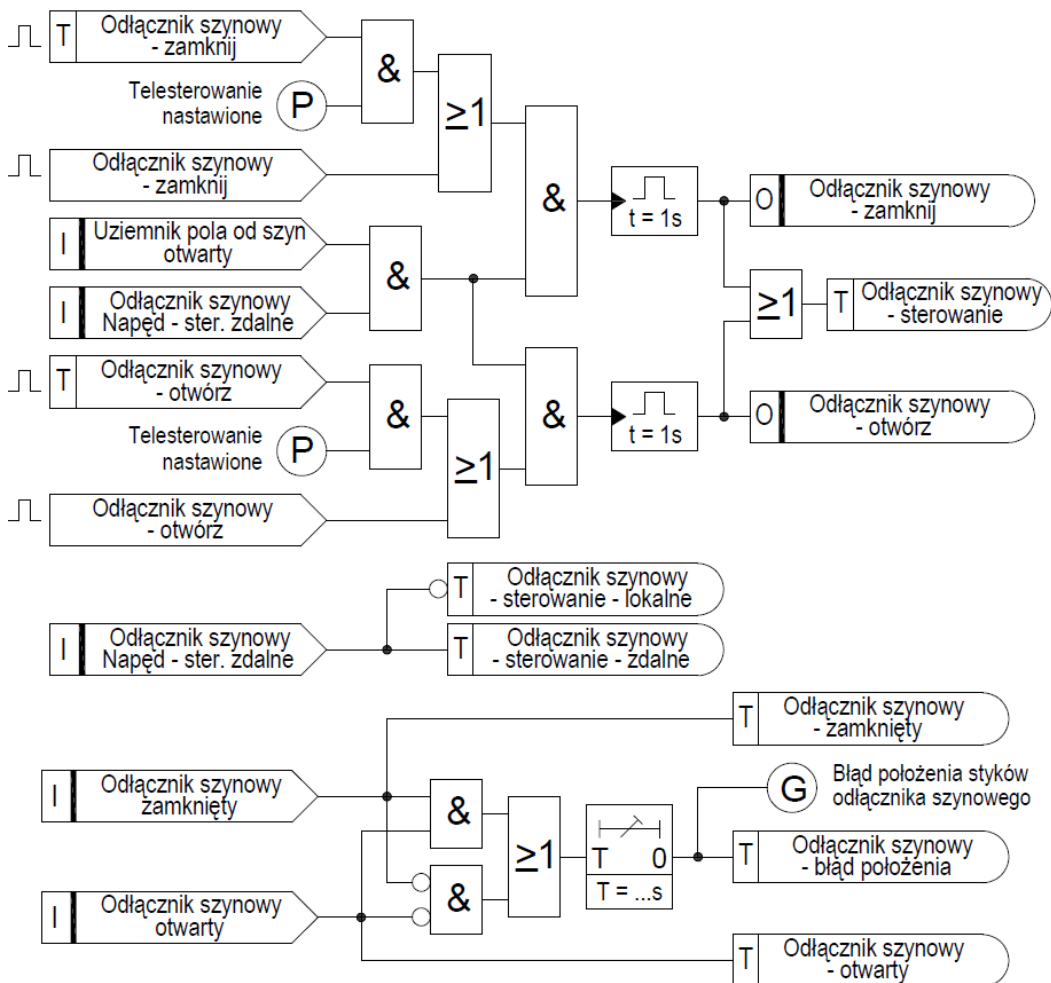 T
Odłącznik szynowy
- zamknij
Telesterowanie
nastawione
P
&
≥1
Odłącznik szynowy
- zamknij
I
Uziemnik pola od szyn
otwarty
I
Odłącznik szynowy
Napęd - ster. zdalne
&
&
t = 1s
O
Odłącznik szynowy
- zamknij
≥1
T
Odłącznik szynowy
- sterowanie
T
Odłącznik szynowy
- otwórz
Telesterowanie
nastawione
P
&
≥1
&
t = 1s
O
Odłącznik szynowy
- otwórz
Odłącznik szynowy
- otwórz
T
Odłącznik szynowy
- sterowanie - lokalne
I
Odłącznik szynowy
Napęd - ster. zdalne
T
Odłącznik szynowy
- sterowanie - zdalne
T
Odłącznik szynowy
- zamknięty
I
Odłącznik szynowy
zamknięty
&
≥1
T 0
T = ...s
G
Błąd położenia styków
odłącznika szynowego
T
Odłącznik szynowy
- błąd położenia
&
I
Odłącznik szynowy
otwarty
T
Odłącznik szynowy
- otwarty